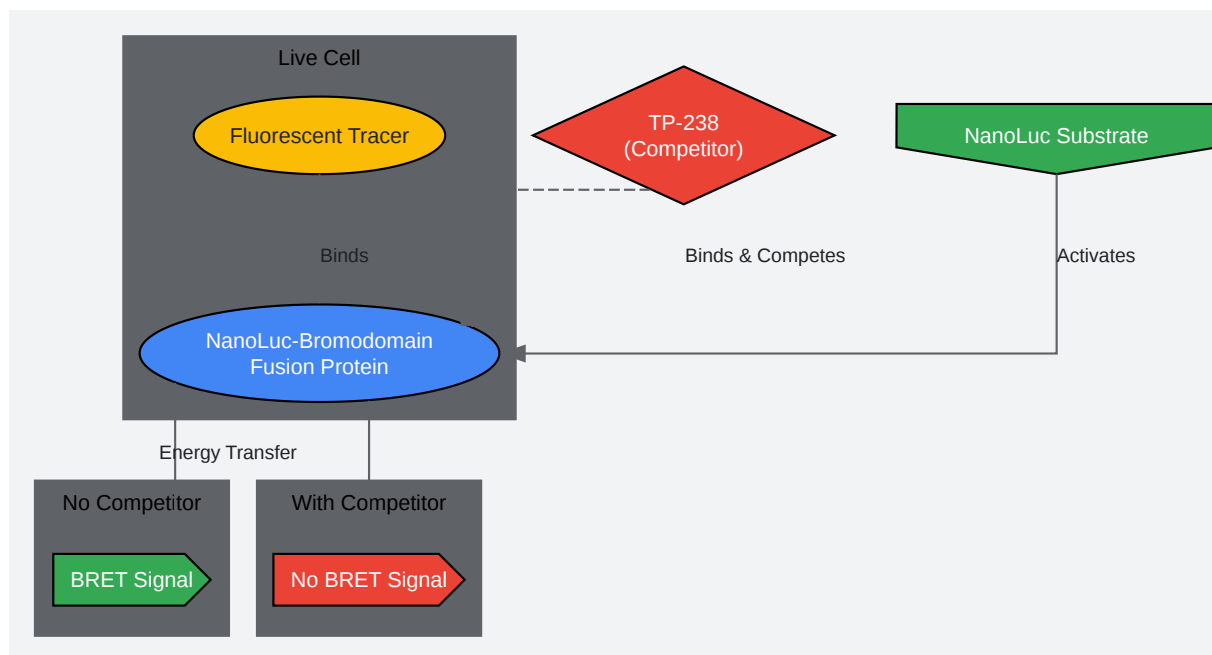 Live Cell
Fluorescent Tracer
TP-238
(Competitor)
NanoLuc Substrate
Binds
Binds & Competes
Activates
NanoLuc-Bromodomain
Fusion Protein
Energy Transfer
No Competitor
With Competitor
BRET Signal
No BRET Signal